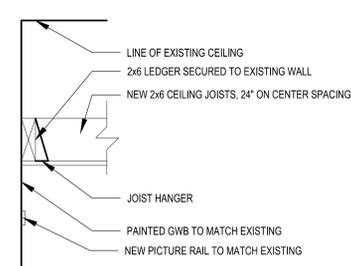 LINE OF EXISTING CEILING
2x6 LEDGER SECURED TO EXISTING WALL
NEW 2x6 CEILING JOISTS, 24" ON CENTER SPACING
JOIST HANGER
PAINTED GWB TO MATCH EXISTING
NEW PICTURE RAIL TO MATCH EXISTING